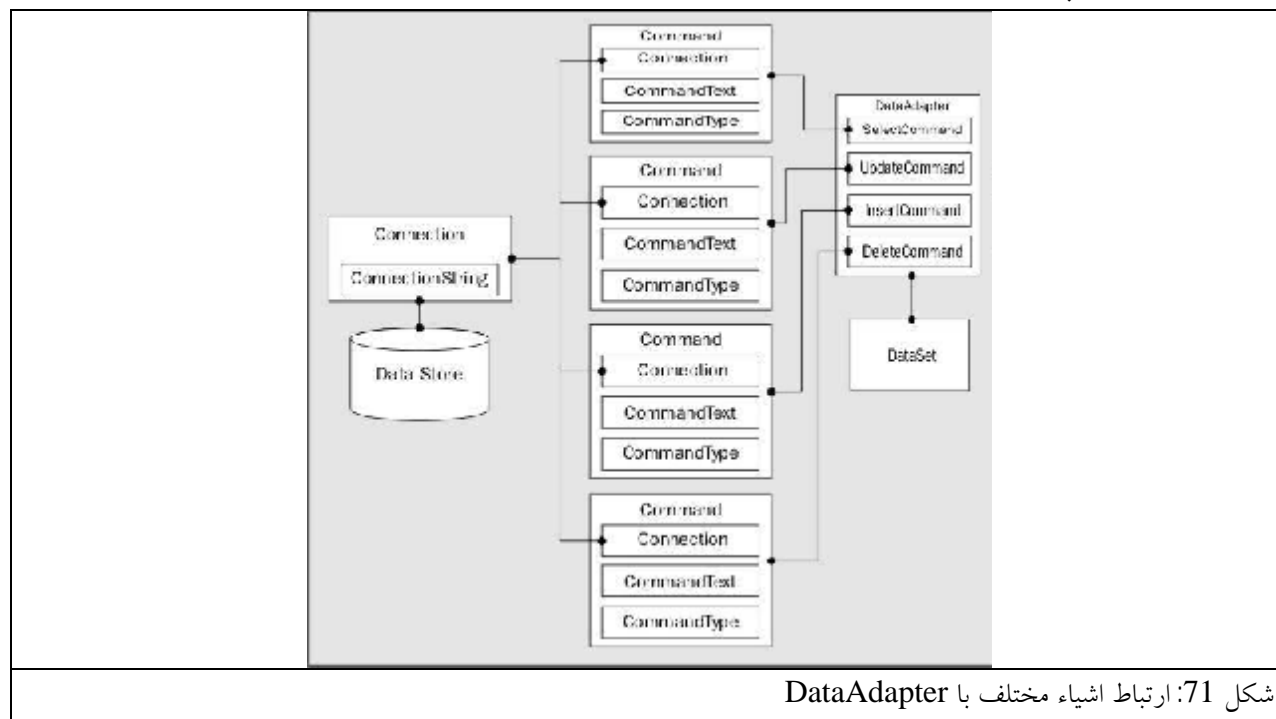 Command
Connection
CommandText
CommandType
Command
Connection
CommandText
CommandType
Command
Connection
CommandText
CommandType
Command
Connection
CommandText
CommandType
Connection
ConnectionString
Data Store
DataAdapter
SelectCommand
UpdateCommand
InsertCommand
DeleteCommand
DataSet
شکل 71: ارتباط اشیاء مختلف با DataAdapter